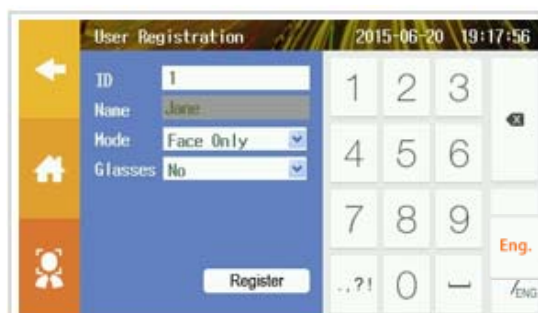 User Registration 2015-06-20 19:17:56
ID 1
Name Jane
Mode Face Only
Glasses No
Register
1 2 3
4 5 6
7 8 9
Eng.
.,?! 0
/ENG